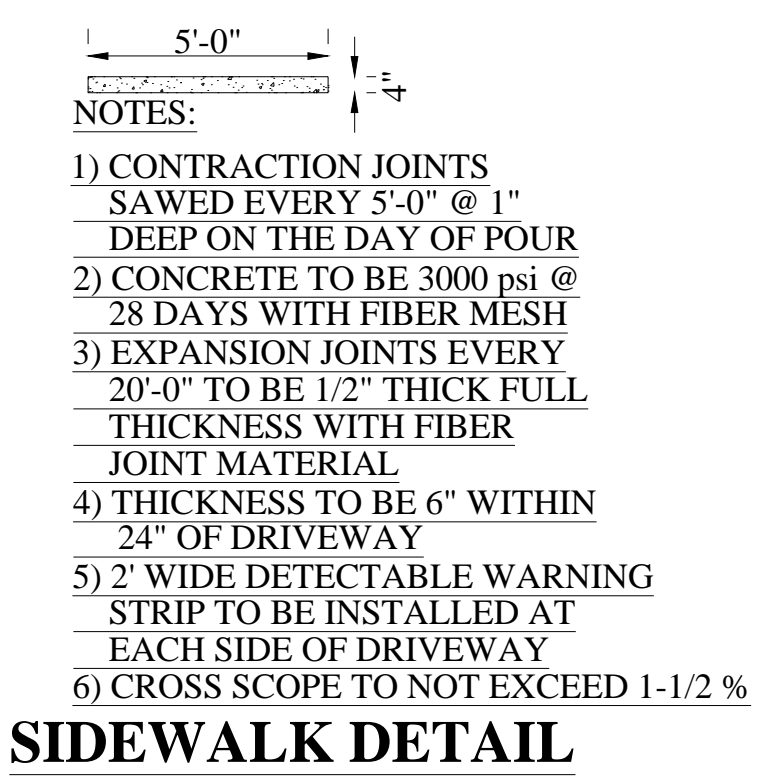 5'-0"
4"
NOTES:
1) CONTRACTION JOINTS
SAWED EVERY 5'-0" @ 1"
DEEP ON THE DAY OF POUR
2) CONCRETE TO BE 3000 psi @
28 DAYS WITH FIBER MESH
3) EXPANSION JOINTS EVERY
20'-0" TO BE 1/2" THICK FULL
THICKNESS WITH FIBER
JOINT MATERIAL
4) THICKNESS TO BE 6" WITHIN
24" OF DRIVEWAY
5) 2' WIDE DETECTABLE WARNING
STRIP TO BE INSTALLED AT
EACH SIDE OF DRIVEWAY
6) CROSS SCOPE TO NOT EXCEED 1-1/2 %
SIDEWALK DETAIL